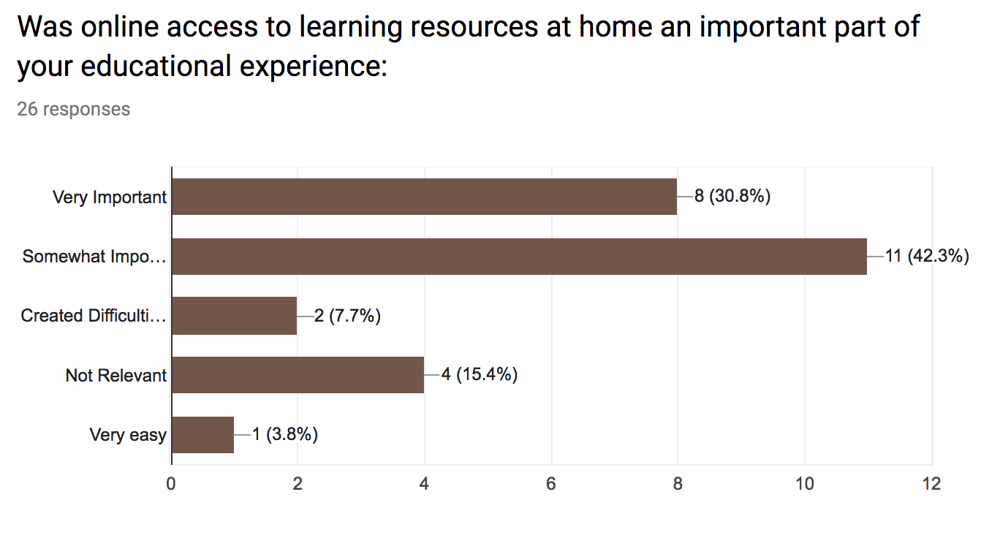 Was online access to learning resources at home an important part of
your educational experience:
26 responses
Very Important
8 (30.8%)
Somewhat Impo…
11 (42.3%)
Created Difficulti…
2 (7.7%)
Not Relevant
4 (15.4%)
Very easy
1 (3.8%)
0 2 4 6 8 10 12